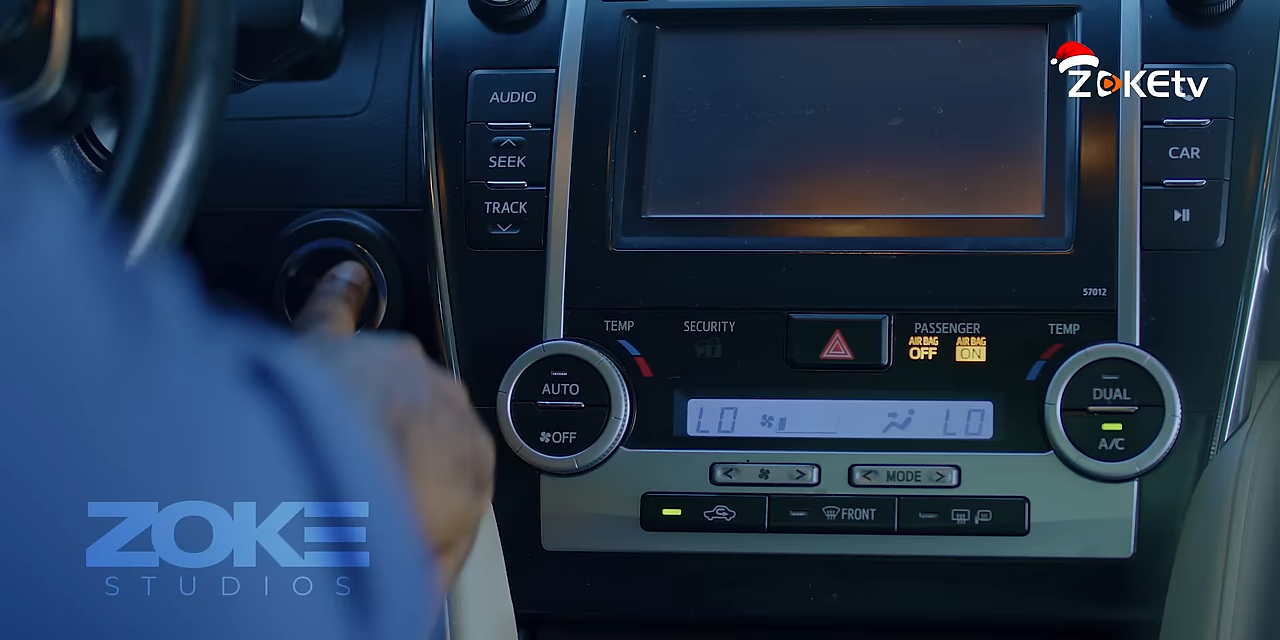 ZOKEtv
AUDIO
SEEK
TRACK
CAR
57012
TEMP
SECURITY
PASSENGER
AIR BAG OFF
AIR BAG ON
TEMP
AUTO
OFF
LO
LO
DUAL
A/C
MODE
FRONT
ZOKE
STUDIOS